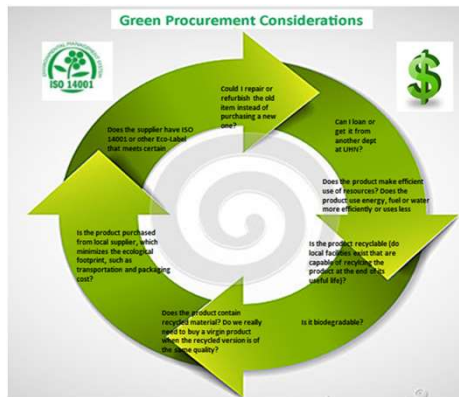 Green Procurement Considerations
ENVIRONMENTAL MANAGEMENT SYSTEM
ISO 14001
$
Could I repair or
refurbish the old
item instead of
purchasing a new
one?
Can I loan or
get it from
another dept
at UHN?
Does the product make efficient
use of resources? Does the
product use energy, fuel or water
more efficiently or uses less
Is the product recyclable (do
local facilities exist that are
capable of recylcing the
product at the end of its
useful life)?
Is it biodegradable?
Does the product contain
recycled material? Do we really
need to buy a virgin product
when the recycled version is of
the same quality?
Is the product purchased
from local supplier, which
minimizes the ecological
footprint, such as
transportation and packaging
cost?
Does the supplier have ISO
14001 or other Eco-Label
that meets certain